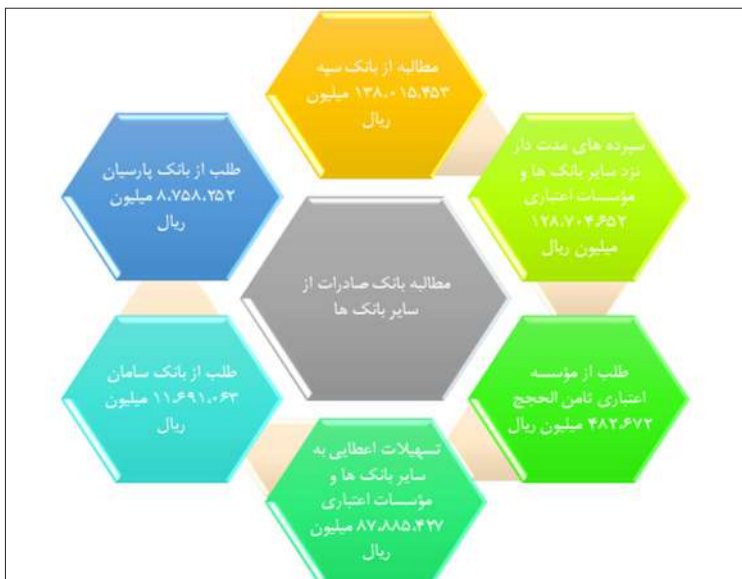 مطالبه از بانک سپه
۱۳۸،۰۱۵،۴۵۳ میلیون
ریال
سپرده های مدت دار
نزد سایر بانک ها و
مؤسسات اعتباری
۱۲۸،۷۰۴،۶۵۲
میلیون ریال
طلب از مؤسسه
اعتباری ثامن الحجج
۴۸۲،۶۷۲ میلیون ریال
تسهیلات اعطایی به
سایر بانک ها و
مؤسسات اعتباری
۸۷،۸۸۵،۴۲۷ میلیون
ریال
طلب از بانک سامان
۱۱،۶۹۱،۰۶۳ میلیون
ریال
طلب از بانک پارسیان
۸،۷۵۸،۲۵۲ میلیون
ریال
مطالبه بانک صادرات از
سایر بانک ها